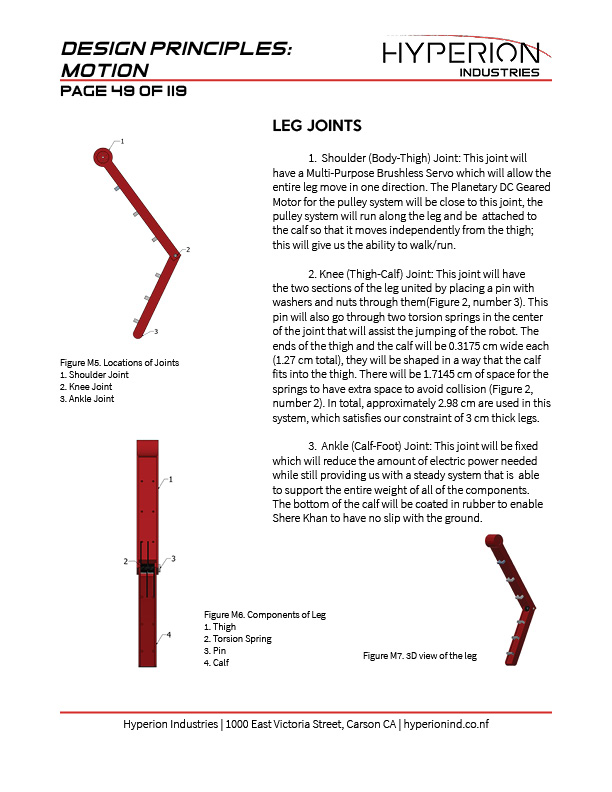 DESIGN PRINCIPLES:
MOTION
PAGE 49 OF 119
HYPERION
INDUSTRIES
LEG JOINTS
1. Shoulder (Body-Thigh) Joint: This joint will
have a Multi-Purpose Brushless Servo which will allow the
entire leg move in one direction. The Planetary DC Geared
Motor for the pulley system will be close to this joint, the
pulley system will run along the leg and be attached to
the calf so that it moves independently from the thigh;
this will give us the ability to walk/run.
2. Knee (Thigh-Calf) Joint: This joint will have
the two sections of the leg united by placing a pin with
washers and nuts through them(Figure 2, number 3). This
pin will also go through two torsion springs in the center
of the joint that will assist the jumping of the robot. The
ends of the thigh and the calf will be 0.3175 cm wide each
(1.27 cm total), they will be shaped in a way that the calf
fits into the thigh. There will be 1.7145 cm of space for the
springs to have extra space to avoid collision (Figure 2,
number 2). In total, approximately 2.98 cm are used in this
system, which satisfies our constraint of 3 cm thick legs.
3. Ankle (Calf-Foot) Joint: This joint will be fixed
which will reduce the amount of electric power needed
while still providing us with a steady system that is able
to support the entire weight of all of the components.
The bottom of the calf will be coated in rubber to enable
Shere Khan to have no slip with the ground.
1
2
3
Figure M5. Locations of Joints
1. Shoulder Joint
2. Knee Joint
3. Ankle Joint
1
2
3
4
Figure M6. Components of Leg
1. Thigh
2. Torsion Spring
3. Pin
4. Calf
Figure M7. 3D view of the leg
Hyperion Industries | 1000 East Victoria Street, Carson CA | hyperionind.co.nf